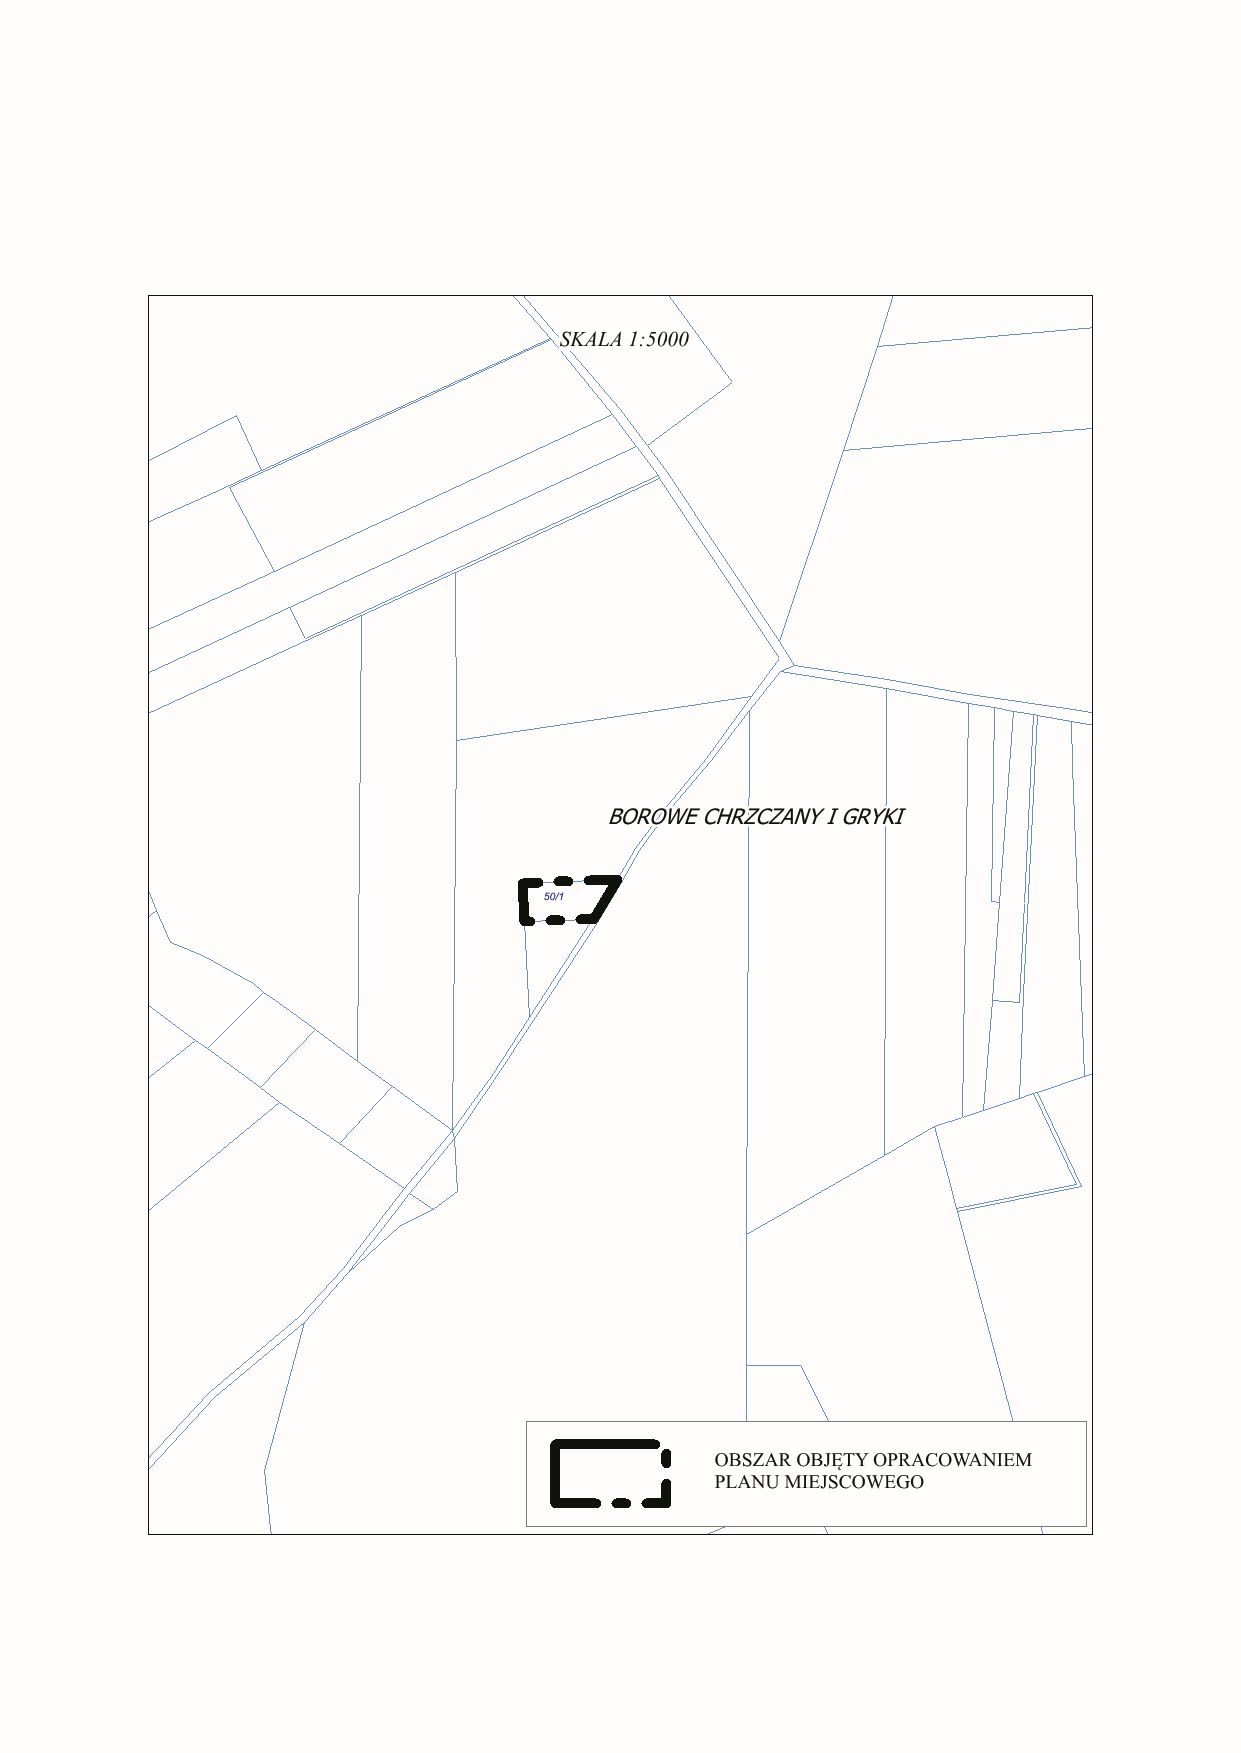 SKALA 1:5000
BOROWE CHRZCZANY I GRYKI
50/1
OBSZAR OBJĘTY OPRACOWANIEM
PLANU MIEJSCOWEGO